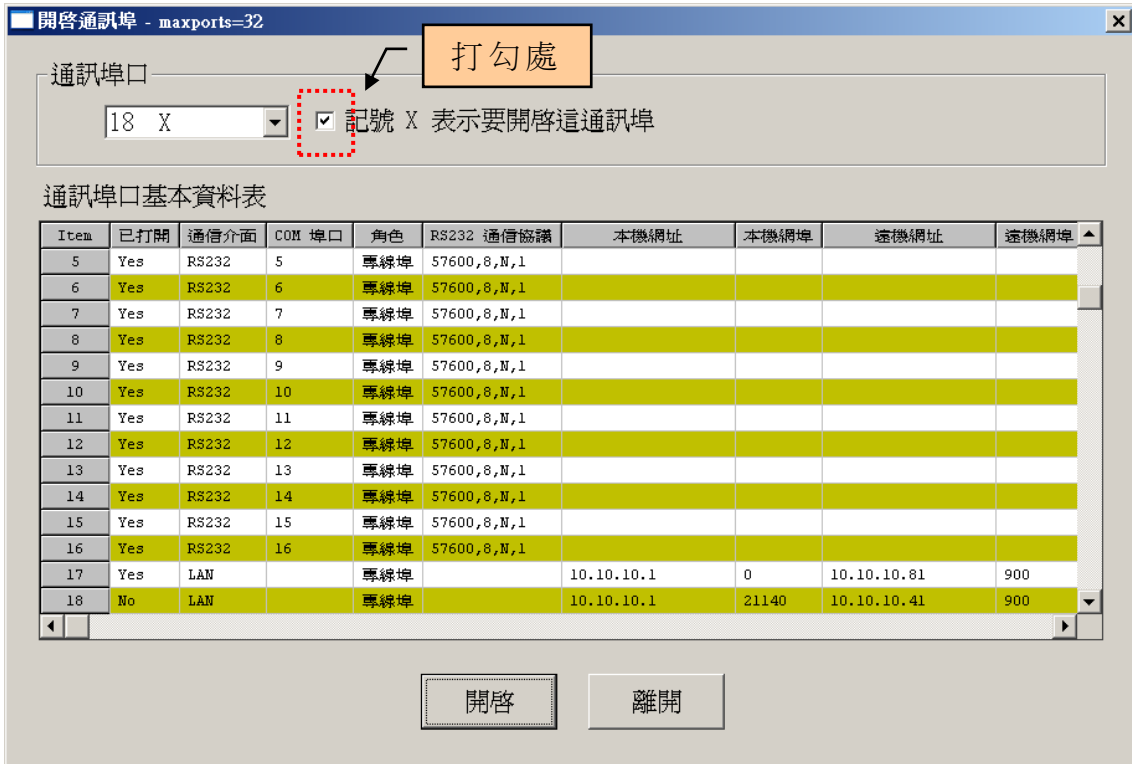 開啓通訊埠 - maxports=32
打勾處
通訊埠口
18 X
記號 X 表示要開啓這通訊埠
通訊埠口基本資料表
Item 已打開 通信介面 COM 埠口 角色 RS232 通信協議 本機網址 本機網埠 遠機網址 遠機網埠
5 Yes RS232 5 專線埠 57600,8,N,1
6 Yes RS232 6 專線埠 57600,8,N,1
7 Yes RS232 7 專線埠 57600,8,N,1
8 Yes RS232 8 專線埠 57600,8,N,1
9 Yes RS232 9 專線埠 57600,8,N,1
10 Yes RS232 10 專線埠 57600,8,N,1
11 Yes RS232 11 專線埠 57600,8,N,1
12 Yes RS232 12 專線埠 57600,8,N,1
13 Yes RS232 13 專線埠 57600,8,N,1
14 Yes RS232 14 專線埠 57600,8,N,1
15 Yes RS232 15 專線埠 57600,8,N,1
16 Yes RS232 16 專線埠 57600,8,N,1
17 Yes LAN 專線埠 10.10.10.1 0 10.10.10.81 900
18 No LAN 專線埠 10.10.10.1 21140 10.10.10.41 900
開啓 離開